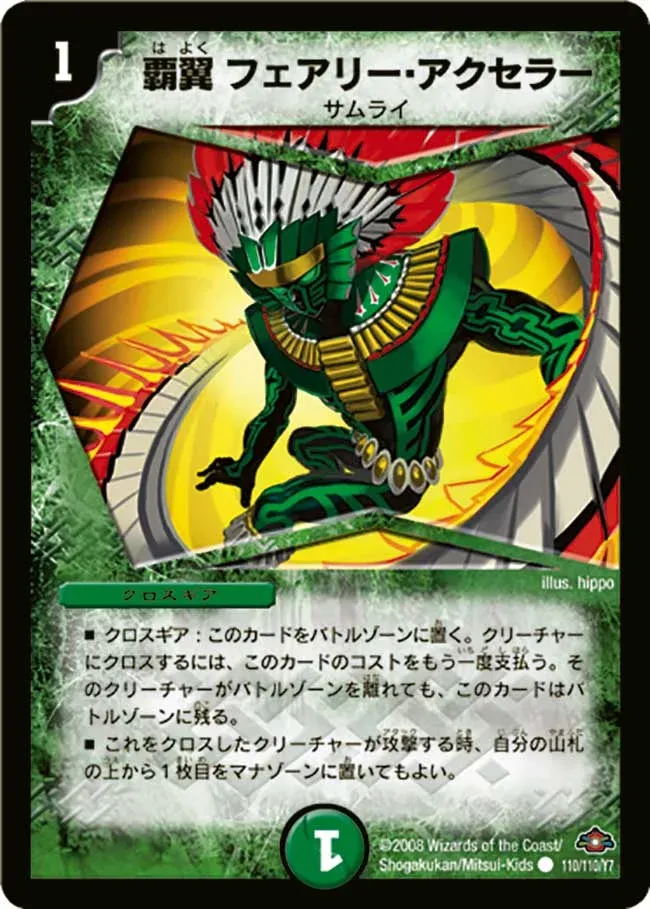 1
はよく
覇翼 フェアリー・アクセラー
サムライ
illus. hippo
クロスギア
■ クロスギア：このカードをバトルゾーンに置く。クリーチャー
にクロスするには、このカードのコストをもう一度支払う。そ
のクリーチャーがバトルゾーンを離れても、このカードはバ
トルゾーンに残る。
■ これをクロスしたクリーチャーが攻撃する時、自分の山札
の上から１枚目をマナゾーンに置いてもよい。
1
©2008 Wizards of the Coast/
Shogakukan/Mitsui-Kids ● 110/110/Y7